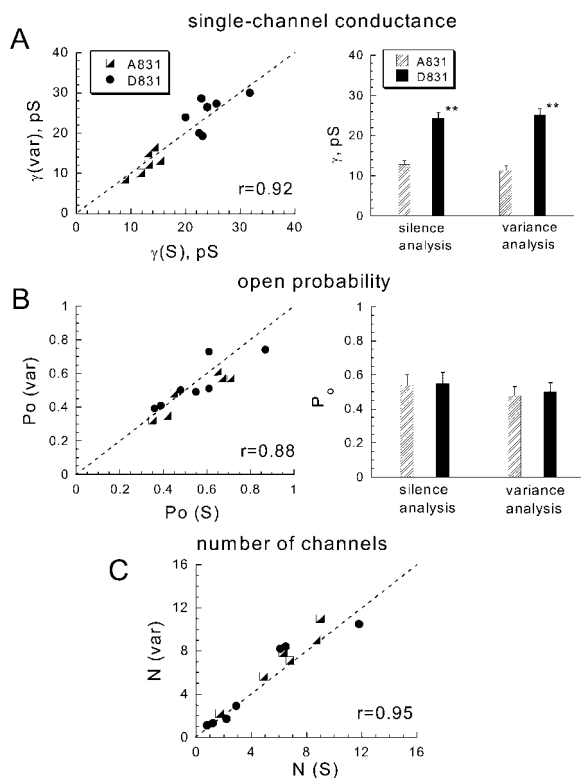 single-channel conductance
A
40
30
20
10
0
γ(var), pS
A831
D831
r=0.92
0 10 20 30 40
γ(S), pS
40
30
20
10
0
γ, pS
A831
D831
**
**
silence analysis
variance analysis
open probability
B
1
0.8
0.6
0.4
0.2
0
Po (var)
r=0.88
0 0.2 0.4 0.6 0.8 1
Po (S)
1
0.8
0.6
0.4
0.2
0
Po
silence analysis
variance analysis
number of channels
C
16
12
8
4
0
N (var)
r=0.95
0 4 8 12 16
N (S)